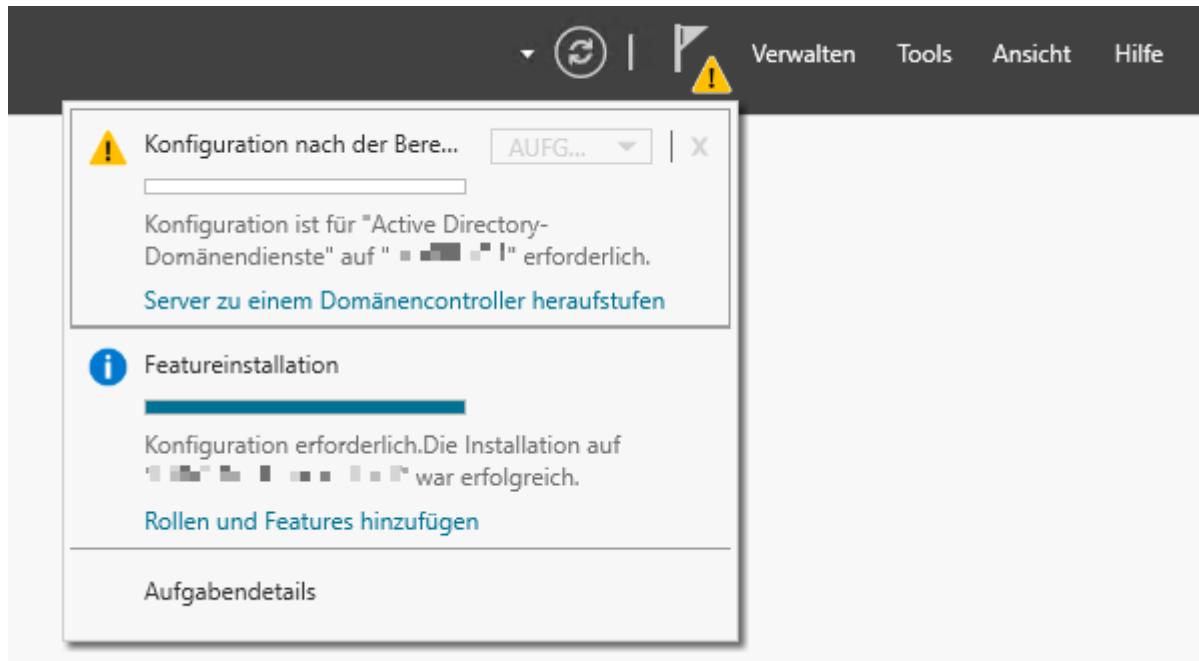 Verwalten Tools Ansicht Hilfe
Konfiguration nach der Bere... AUFG... X
Konfiguration ist für "Active Directory-
Domänendienste" auf " " erforderlich.
Server zu einem Domänencontroller heraufstufen
Featureinstallation
Konfiguration erforderlich.Die Installation auf
" " war erfolgreich.
Rollen und Features hinzufügen
Aufgabendetails